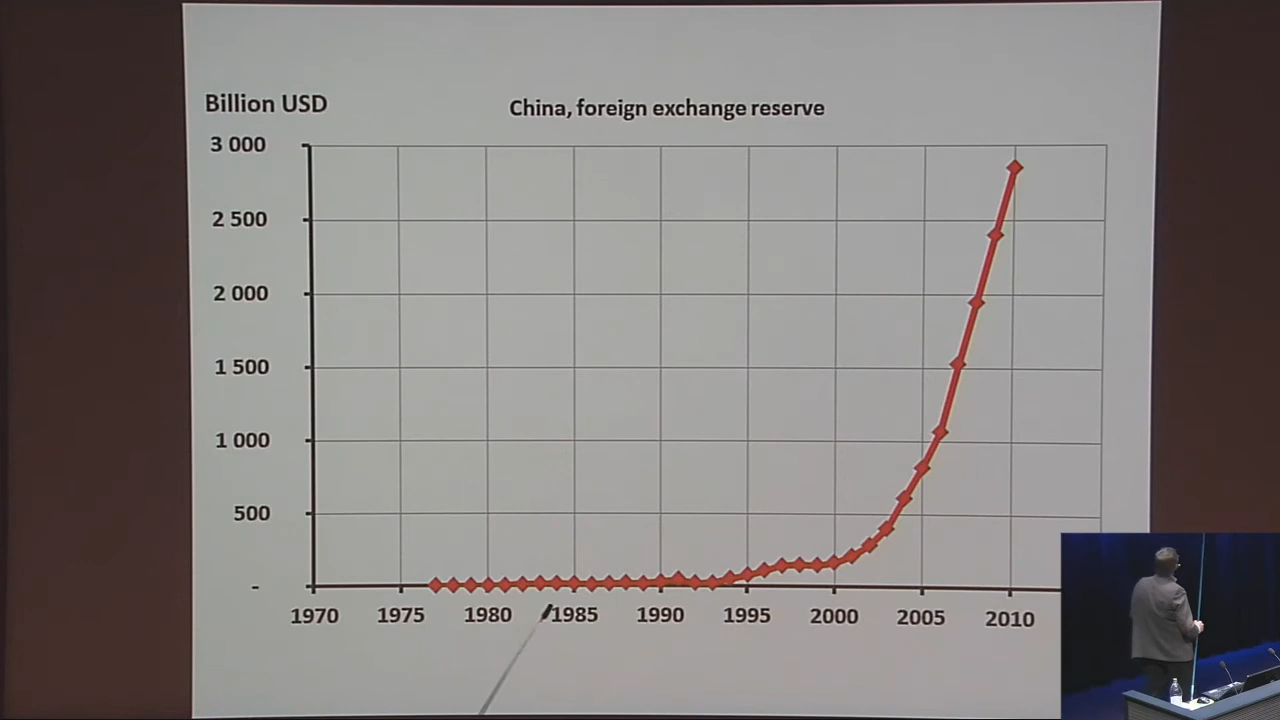 Billion USD
China, foreign exchange reserve
3 000
2 500
2 000
1 500
1 000
500
-
1970 1975 1980 1985 1990 1995 2000 2005 2010